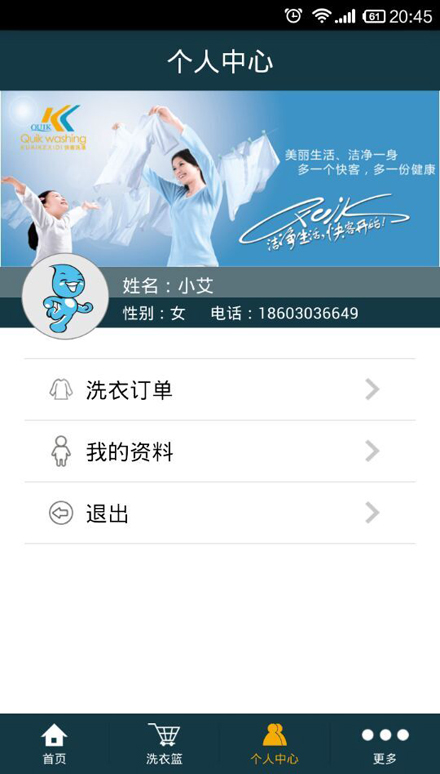 61 20:45
个人中心
QUIK
Quik washing
美丽生活、洁净一身
多一个快客，多一份健康
Quik
洁净生活，快客开始！
姓名：小艾
性别：女 电话：18603036649
洗衣订单
我的资料
退出
首页 洗衣篮 个人中心 更多